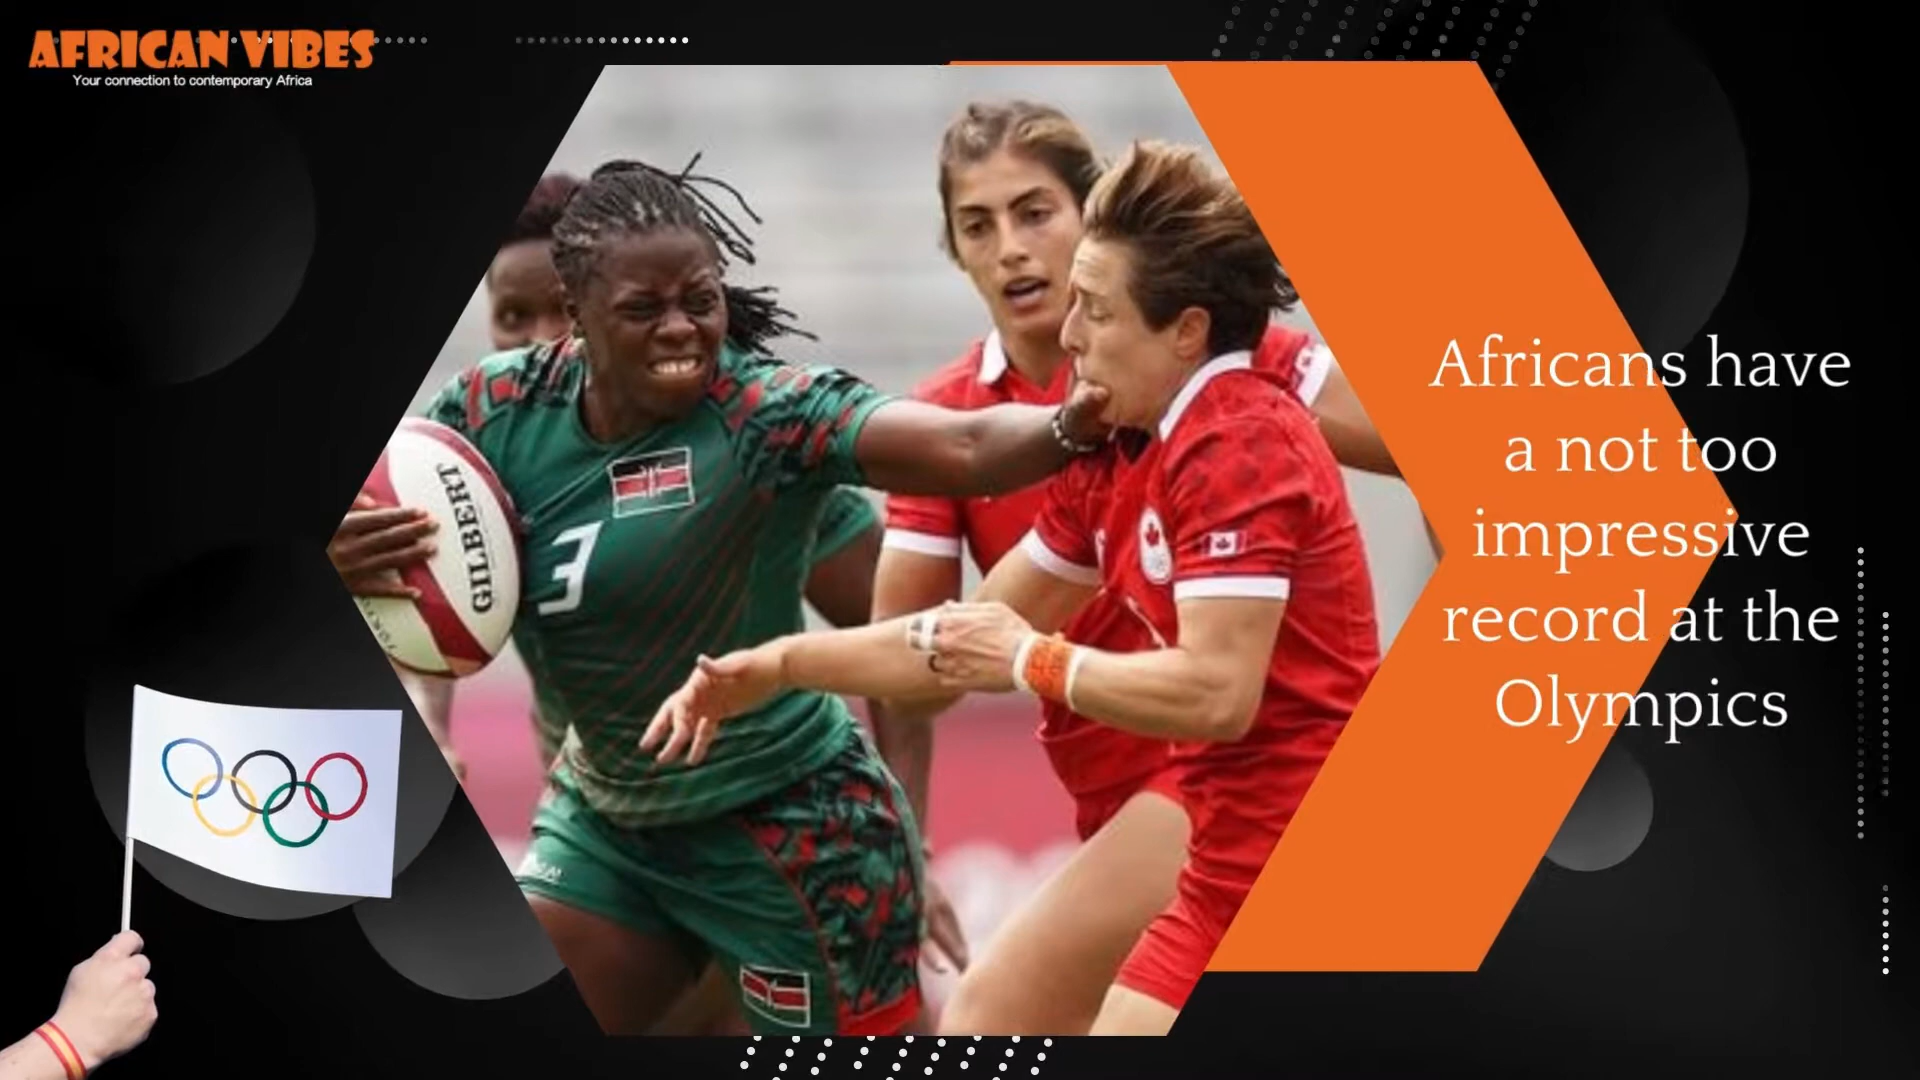 AFRICAN VIBES
Your connection to contemporary Africa
Africans have
a not too
impressive
record at the
Olympics
GILBERT
3